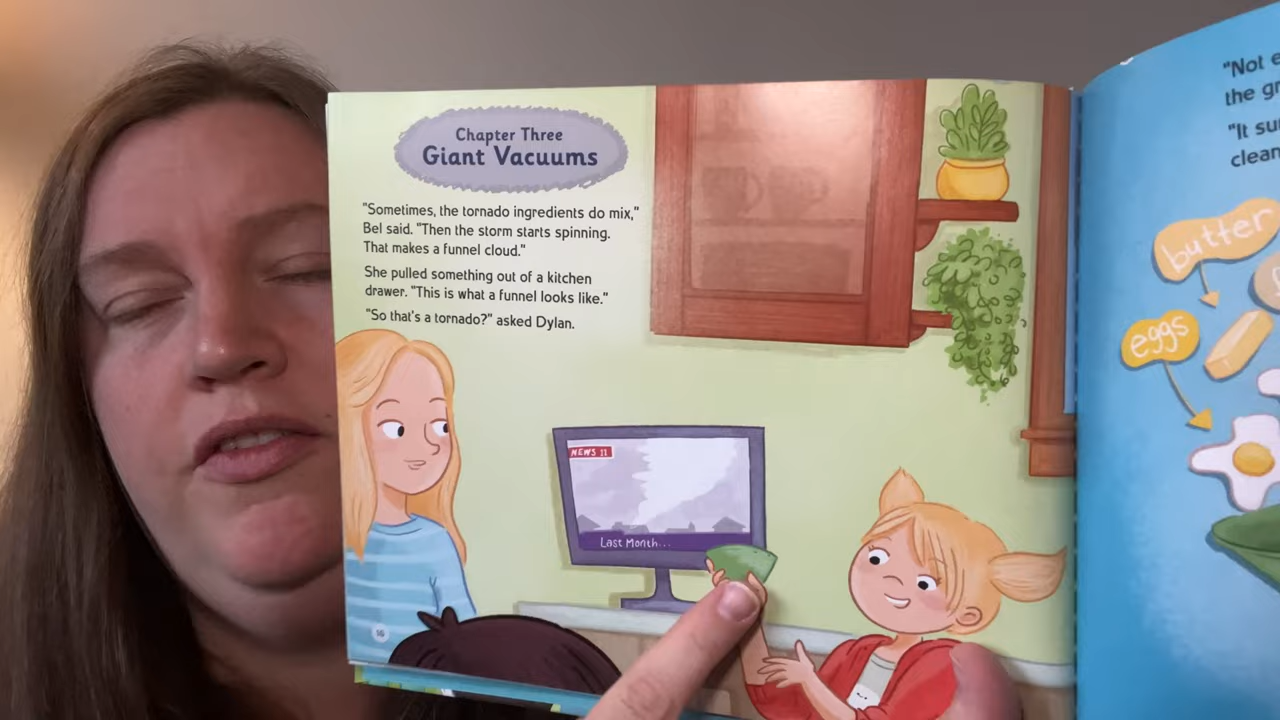 Chapter Three
Giant Vacuums
"Sometimes, the tornado ingredients do mix,"
Bel said. "Then the storm starts spinning.
That makes a funnel cloud."
She pulled something out of a kitchen
drawer. "This is what a funnel looks like."
"So that's a tornado?" asked Dylan.
NEWS 11
Last Month...
16
"Not
the
"It
clean
butter
eggs